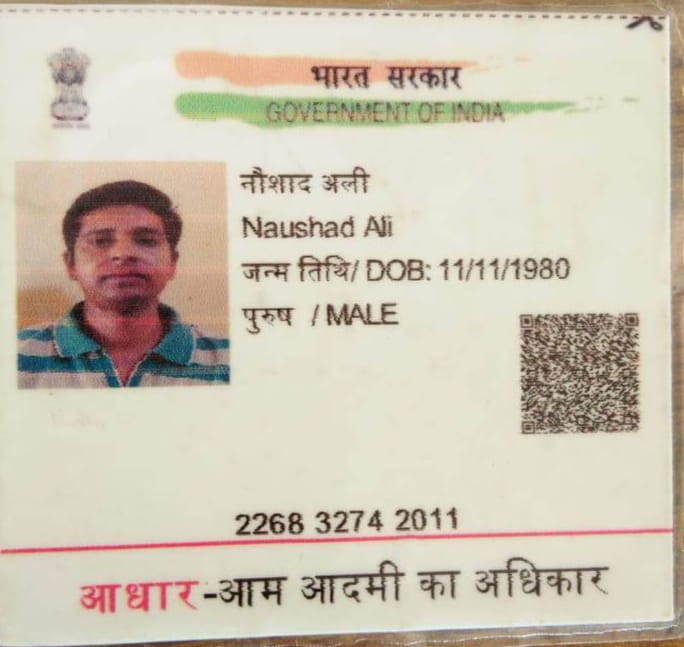 भारत सरकार
GOVERNMENT OF INDIA
नौशाद अली
Naushad Ali
जन्म तिथि/ DOB: 11/11/1980
पुरुष / MALE
2268 3274 2011
आधार-आम आदमी का अधिकार